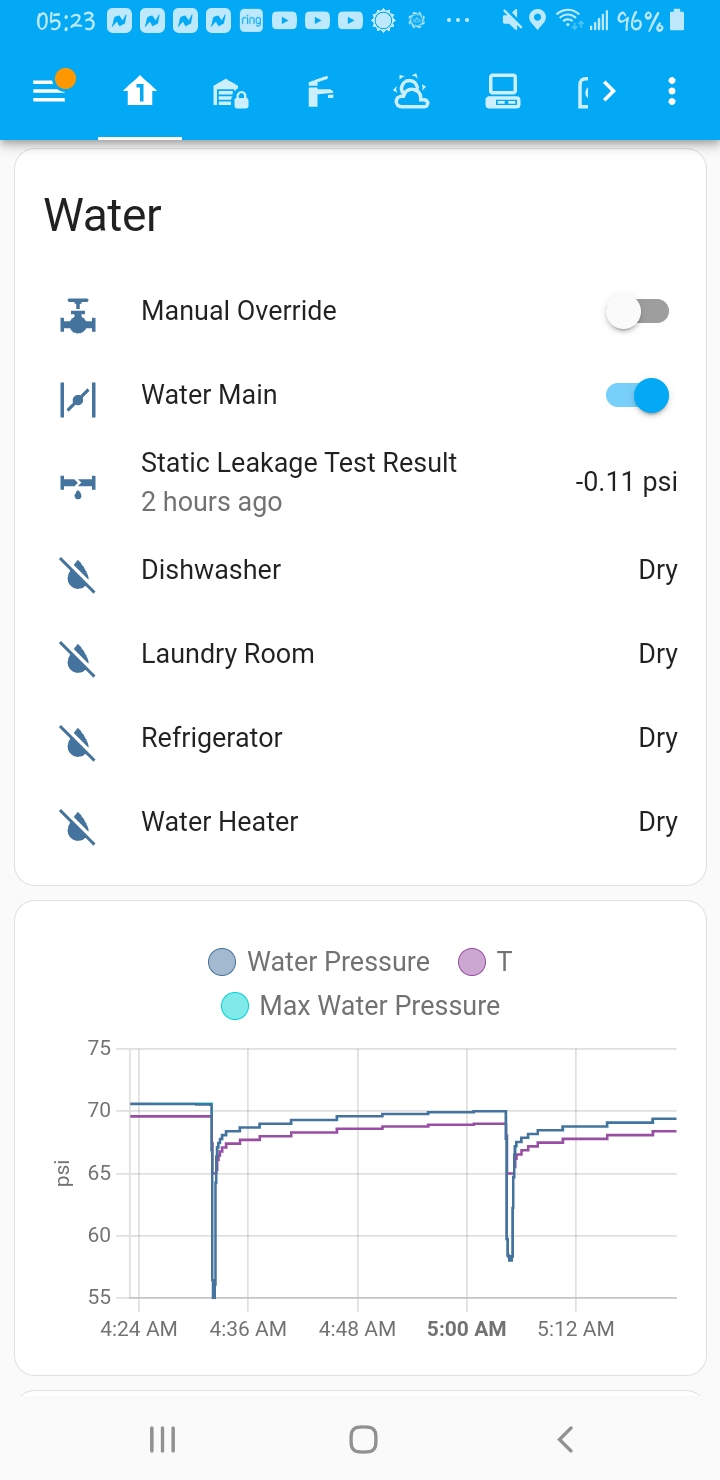 05:23 ring ... 96%
1
Water
Manual Override
Water Main
Static Leakage Test Result
2 hours ago
-0.11 psi
Dishwasher Dry
Laundry Room Dry
Refrigerator Dry
Water Heater Dry
Water Pressure T
Max Water Pressure
75
70
65
60
55
psi
4:24 AM 4:36 AM 4:48 AM 5:00 AM 5:12 AM